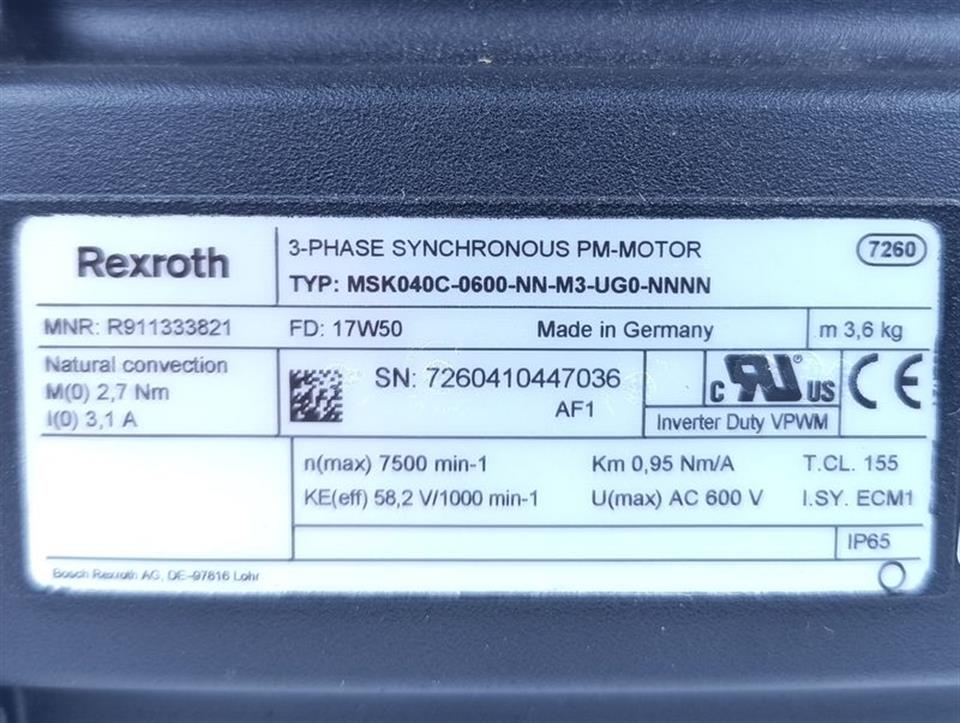 Rexroth
3-PHASE SYNCHRONOUS PM-MOTOR
7260
TYP: MSK040C-0600-NN-M3-UG0-NNNN
MNR: R911333821
FD: 17W50
Made in Germany
m 3,6 kg
Natural convection
M(0) 2,7 Nm
I(0) 3,1 A
SN: 7260410447036
AF1
c RU® US
CE
Inverter Duty VPWM
n(max) 7500 min-1
Km 0,95 Nm/A
T.CL. 155
KE(eff) 58,2 V/1000 min-1
U(max) AC 600 V
I.SY. ECM1
IP65
Bosch Rexroth AG, DE-97816 Lohr